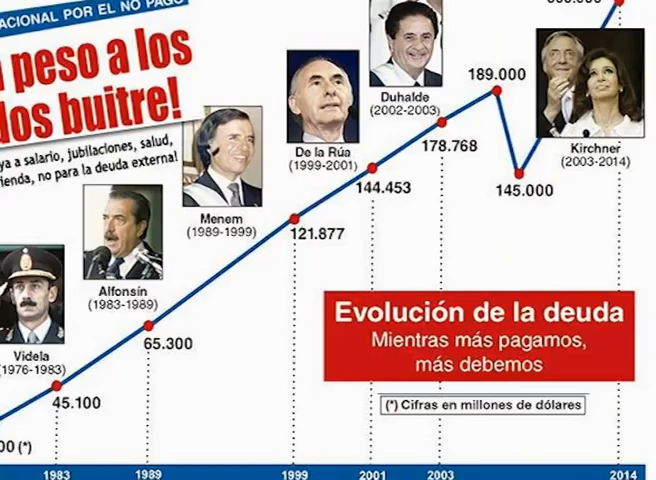 ACIONAL POR EL NO PAGO
peso a los
dos buitre!
ya a salario, jubilaciones, salud,
ienda, no para la deuda externa!
Duhalde
(2002-2003)
189.000
Kirchner
(2003-2014)
178.768
De la Rúa
(1999-2001)
144.453
145.000
Menem
(1989-1999)
121.877
Alfonsín
(1983-1989)
65.300
Videla
(1976-1983)
45.100
Evolución de la deuda
Mientras más pagamos,
más debemos
(*) Cifras en millones de dólares
00 (*)
1983 1989 1999 2001 2003 2014